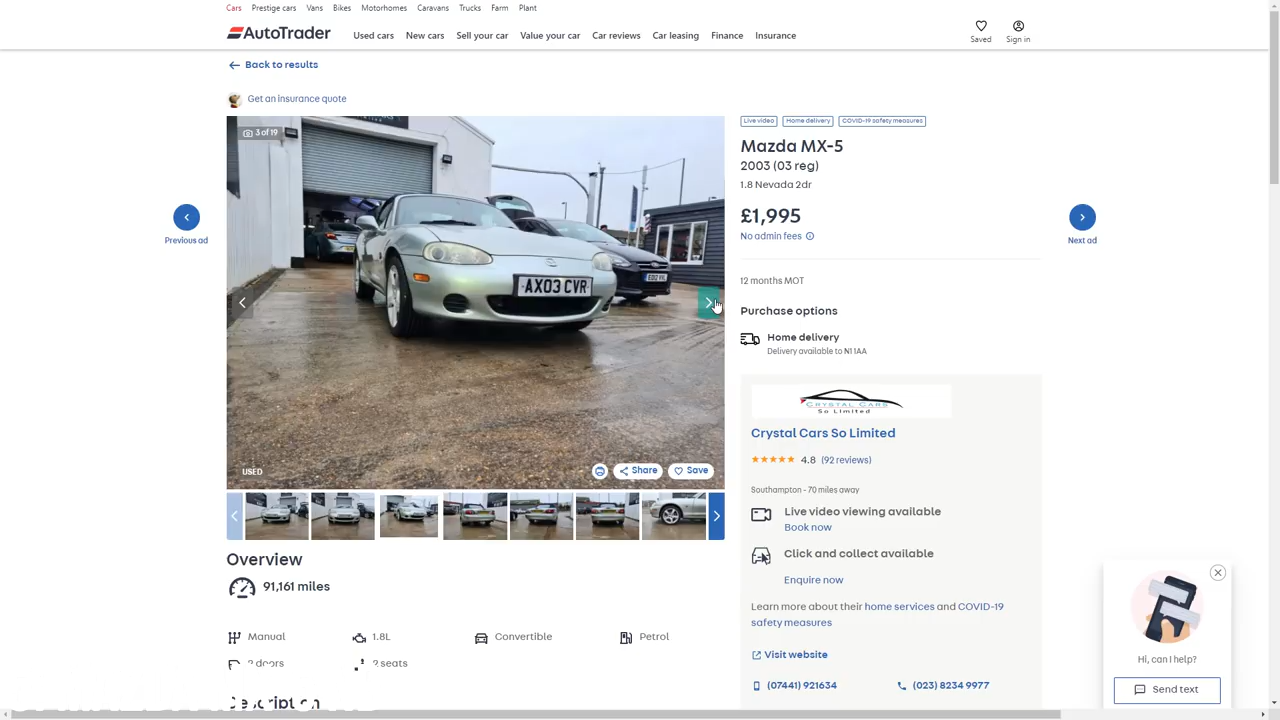 Cars Prestige cars Vans Bikes Motorhomes Caravans Trucks Farm Plant
AutoTrader Used cars New cars Sell your car Value your car Car reviews Car leasing Finance Insurance Saved Sign in
Back to results
Get an insurance quote
3 of 19
AX03 CVR
USED
Share Save
Previous ad
Next ad
Live video Home delivery COVID-19 safety measures
Mazda MX-5
2003 (03 reg)
1.8 Nevada 2dr
£1,995
No admin fees
12 months MOT
Purchase options
Home delivery
Delivery available to N1 1AA
CRYSTAL CARS
So Limited
Crystal Cars So Limited
4.8 (92 reviews)
Southampton - 70 miles away
Live video viewing available
Book now
Click and collect available
Enquire now
Learn more about their home services and COVID-19
safety measures
Visit website
(07441) 921634 (023) 8234 9977
Overview
91,161 miles
Manual 1.8L Convertible Petrol
2 doors 2 seats
Description
Hi, can I help?
Send text